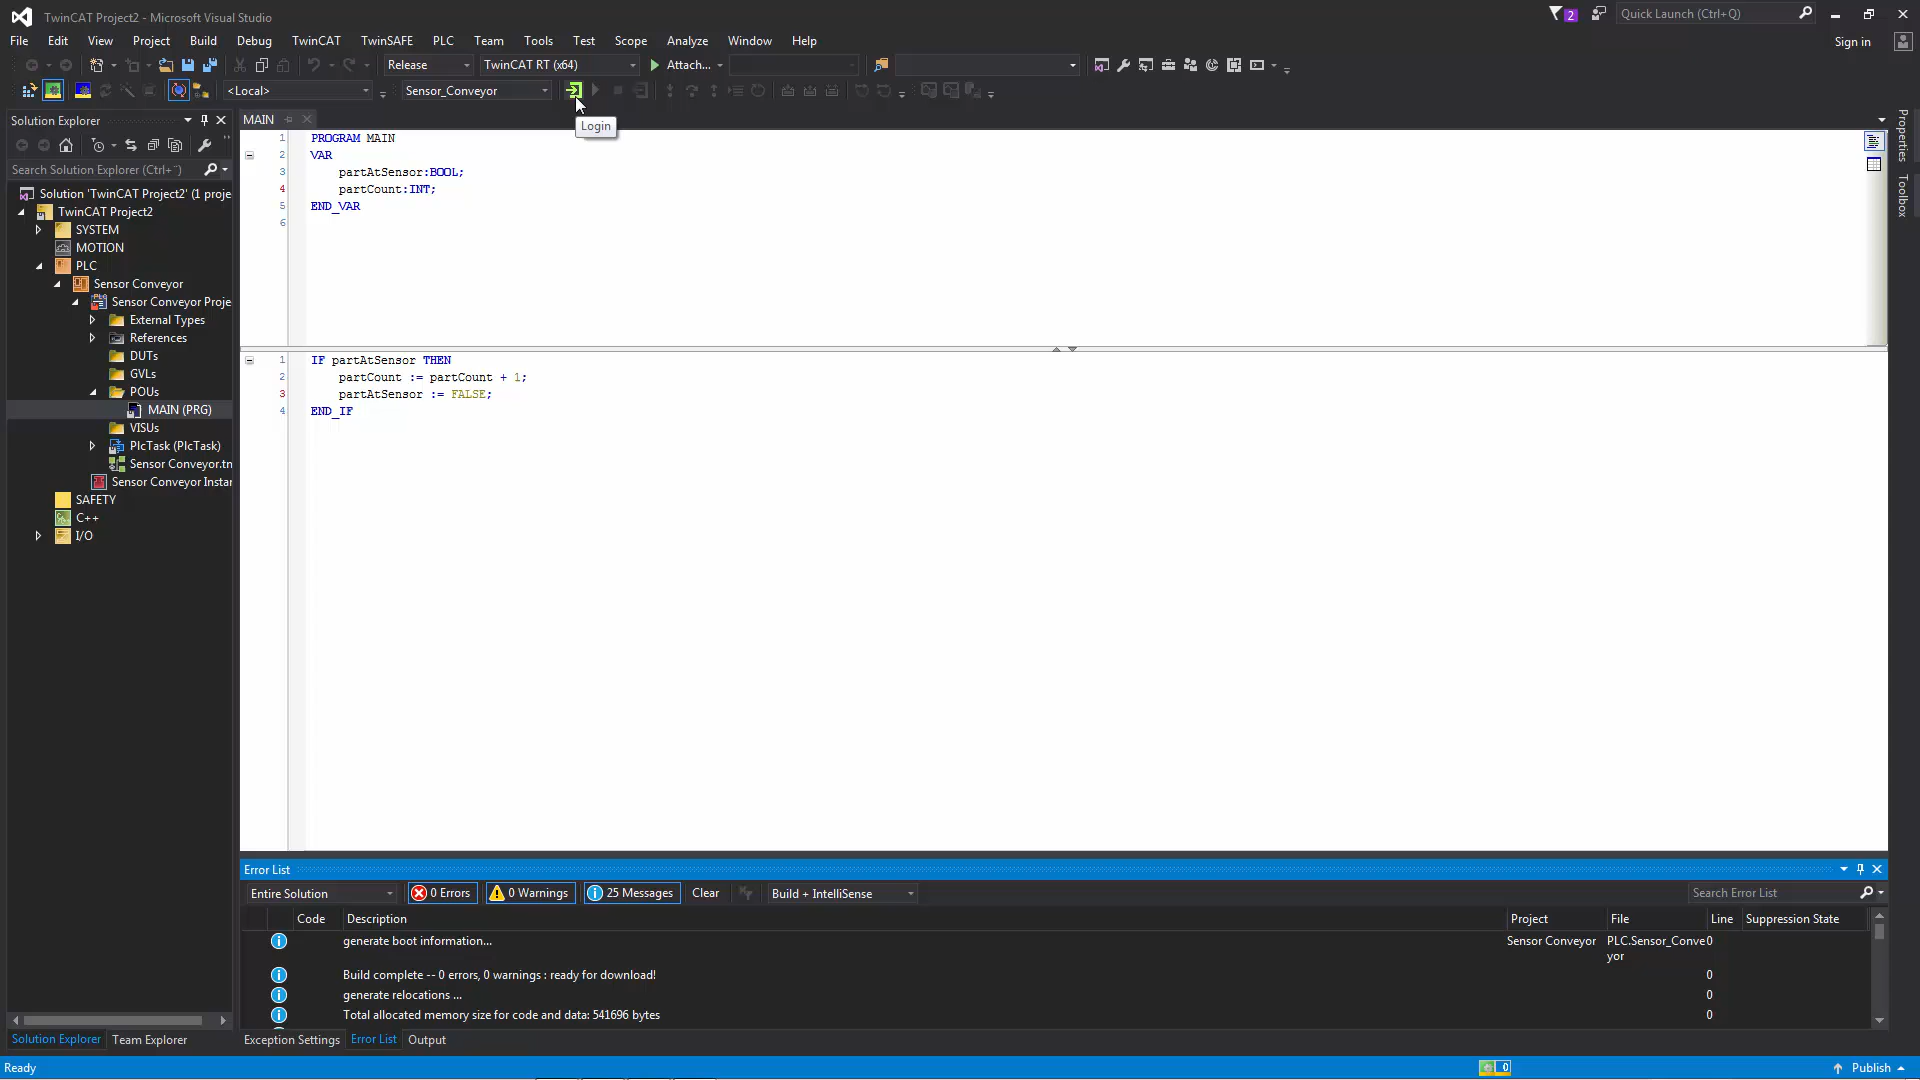 TwinCAT Project2 - Microsoft Visual Studio
2
Quick Launch (Ctrl+Q)
File Edit View Project Build Debug TwinCAT TwinSAFE PLC Team Tools Test Scope Analyze Window Help
Sign in
Release TwinCAT RT (x64) Attach...
<Local> Sensor_Conveyor
Login
Solution Explorer
Search Solution Explorer (Ctrl+¨)
Solution 'TwinCAT Project2' (1 proje
TwinCAT Project2
SYSTEM
MOTION
PLC
Sensor Conveyor
Sensor Conveyor Proje
External Types
References
DUTs
GVLs
POUs
MAIN (PRG)
VISUs
PlcTask (PlcTask)
Sensor Conveyor.tn
Sensor Conveyor Instar
SAFETY
C++
I/O
Solution Explorer Team Explorer
MAIN
1 PROGRAM MAIN
2 VAR
3 partAtSensor:BOOL;
4 partCount:INT;
5 END_VAR
6
1 IF partAtSensor THEN
2 partCount := partCount + 1;
3 partAtSensor := FALSE;
4 END_IF
Properties
Toolbox
Error List
Entire Solution 0 Errors 0 Warnings 25 Messages Clear Build + IntelliSense Search Error List
Code Description Project File Line Suppression State
generate boot information... Sensor Conveyor PLC.Sensor_Conve 0
yor
Build complete -- 0 errors, 0 warnings : ready for download! 0
generate relocations ... 0
Total allocated memory size for code and data: 541696 bytes 0
Exception Settings Error List Output
Ready
0
Publish